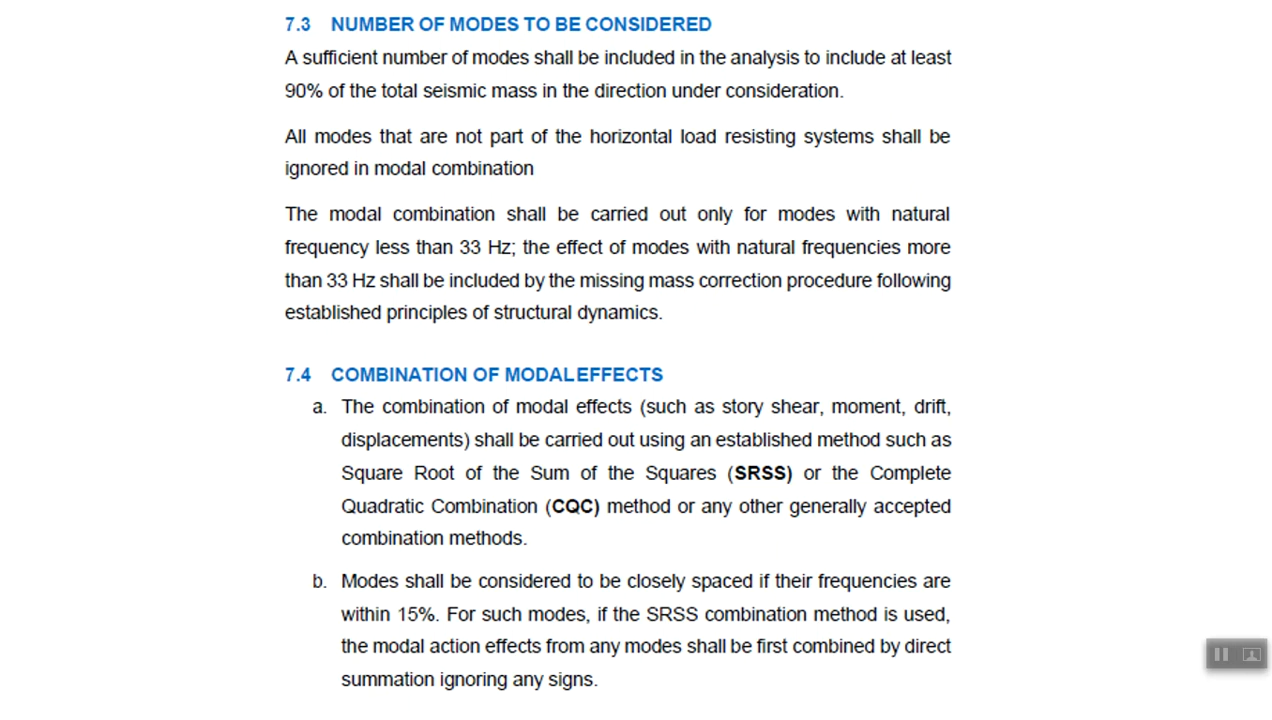 7.3 NUMBER OF MODES TO BE CONSIDERED
A sufficient number of modes shall be included in the analysis to include at least
90% of the total seismic mass in the direction under consideration.
All modes that are not part of the horizontal load resisting systems shall be
ignored in modal combination
The modal combination shall be carried out only for modes with natural
frequency less than 33 Hz; the effect of modes with natural frequencies more
than 33 Hz shall be included by the missing mass correction procedure following
established principles of structural dynamics.
7.4 COMBINATION OF MODAL EFFECTS
a. The combination of modal effects (such as story shear, moment, drift,
displacements) shall be carried out using an established method such as
Square Root of the Sum of the Squares (SRSS) or the Complete
Quadratic Combination (CQC) method or any other generally accepted
combination methods.
b. Modes shall be considered to be closely spaced if their frequencies are
within 15%. For such modes, if the SRSS combination method is used,
the modal action effects from any modes shall be first combined by direct
summation ignoring any signs.